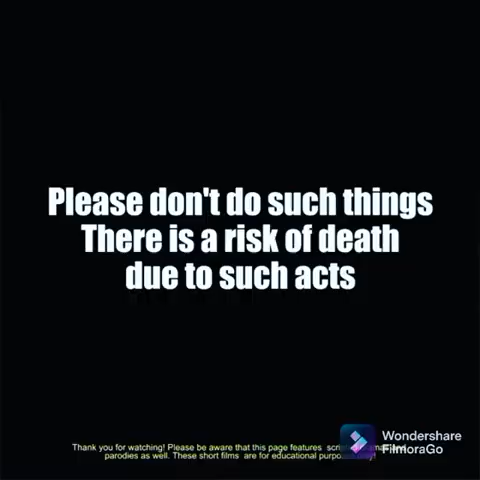 Please don't do such things
There is a risk of death
due to such acts
Wondershare
FilmoraGo
Thank you for watching! Please be aware that this page features
parodies as well. These short films are for educational